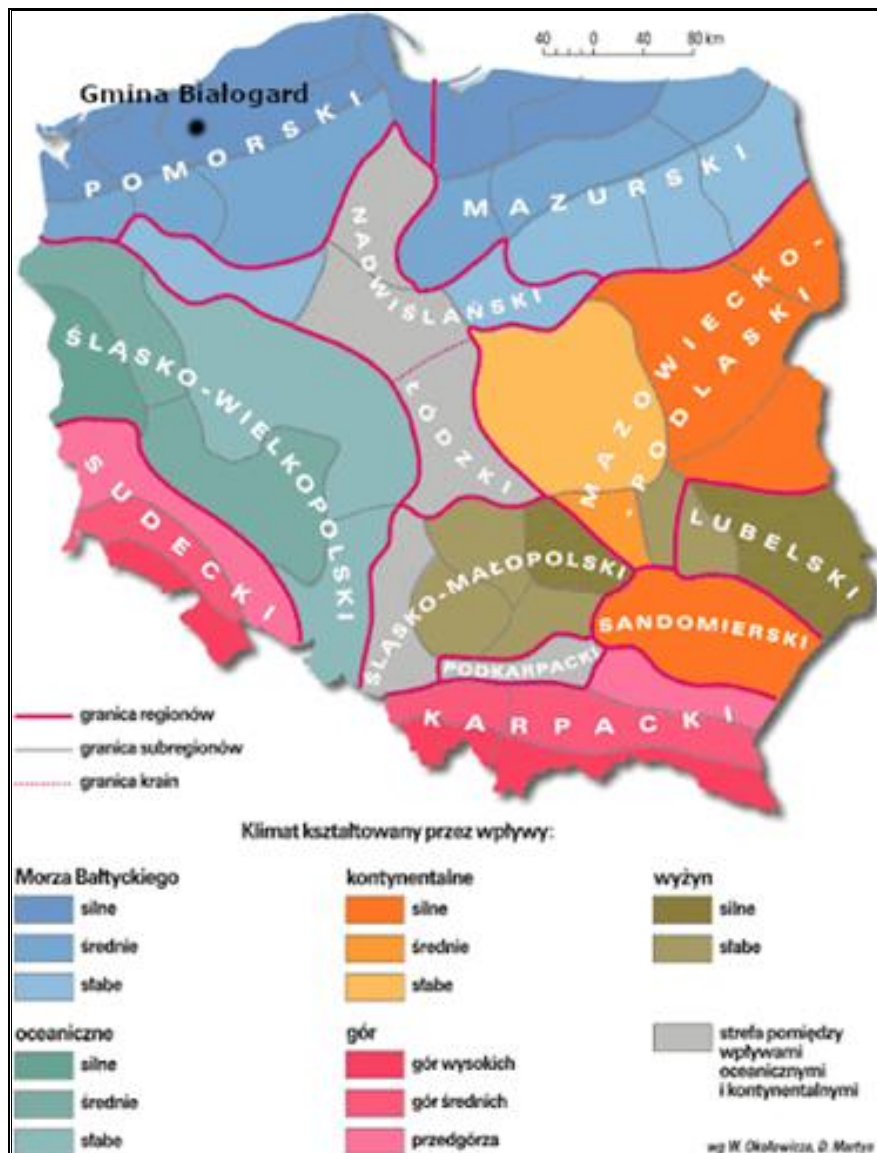 40 0 40 80 km
Gmina Białogard
POMORSKI
MAZURSKI
NADWIŚLAŃSKI
MAZOWIECKO-
-PODLASKI
ŚLĄSKO-WIELKOPOLSKI
ŁÓDZKI
SUDECKI
LUBELSKI
ŚLĄSKO-MAŁOPOLSKI
SANDOMIERSKI
PODKARPACKI
KARPACKI
granica regionów
granica subregionów
granica krain
Klimat kształtowany przez wpływy:
Morza Bałtyckiego
silne
średnie
słabe
kontynentalne
silne
średnie
słabe
wyżyn
silne
słabe
oceaniczne
silne
średnie
słabe
gór
gór wysokich
gór średnich
przedgórza
strefa pomiędzy
wpływami
oceanicznymi
i kontynentalnymi
wg W. Okołowicza, D. Martyn